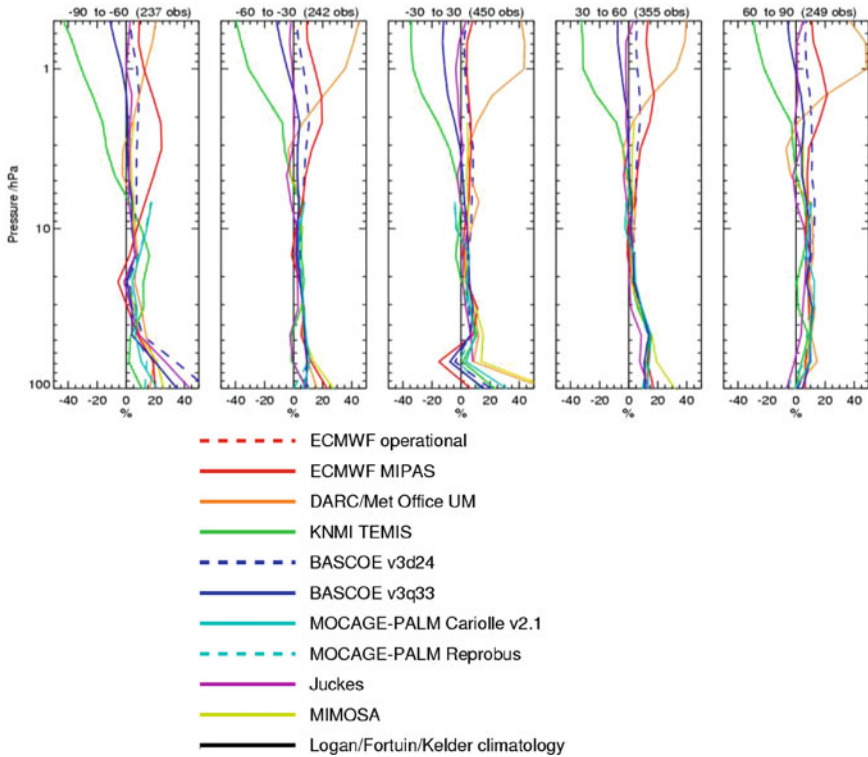 -90 to -60 (237 obs) -60 to -30 (242 obs) -30 to 30 (450 obs) 30 to 60 (355 obs) 60 to 90 (249 obs)
Pressure /hPa
1
10
100
-40 -20 0 20 40 -40 -20 0 20 40 -40 -20 0 20 40 -40 -20 0 20 40 -40 -20 0 20 40
% % % % %
ECMWF operational
ECMWF MIPAS
DARC/Met Office UM
KNMI TEMIS
BASCOE v3d24
BASCOE v3q33
MOCAGE-PALM Cariolle v2.1
MOCAGE-PALM Reprobus
Juckes
MIMOSA
Logan/Fortuin/Kelder climatology